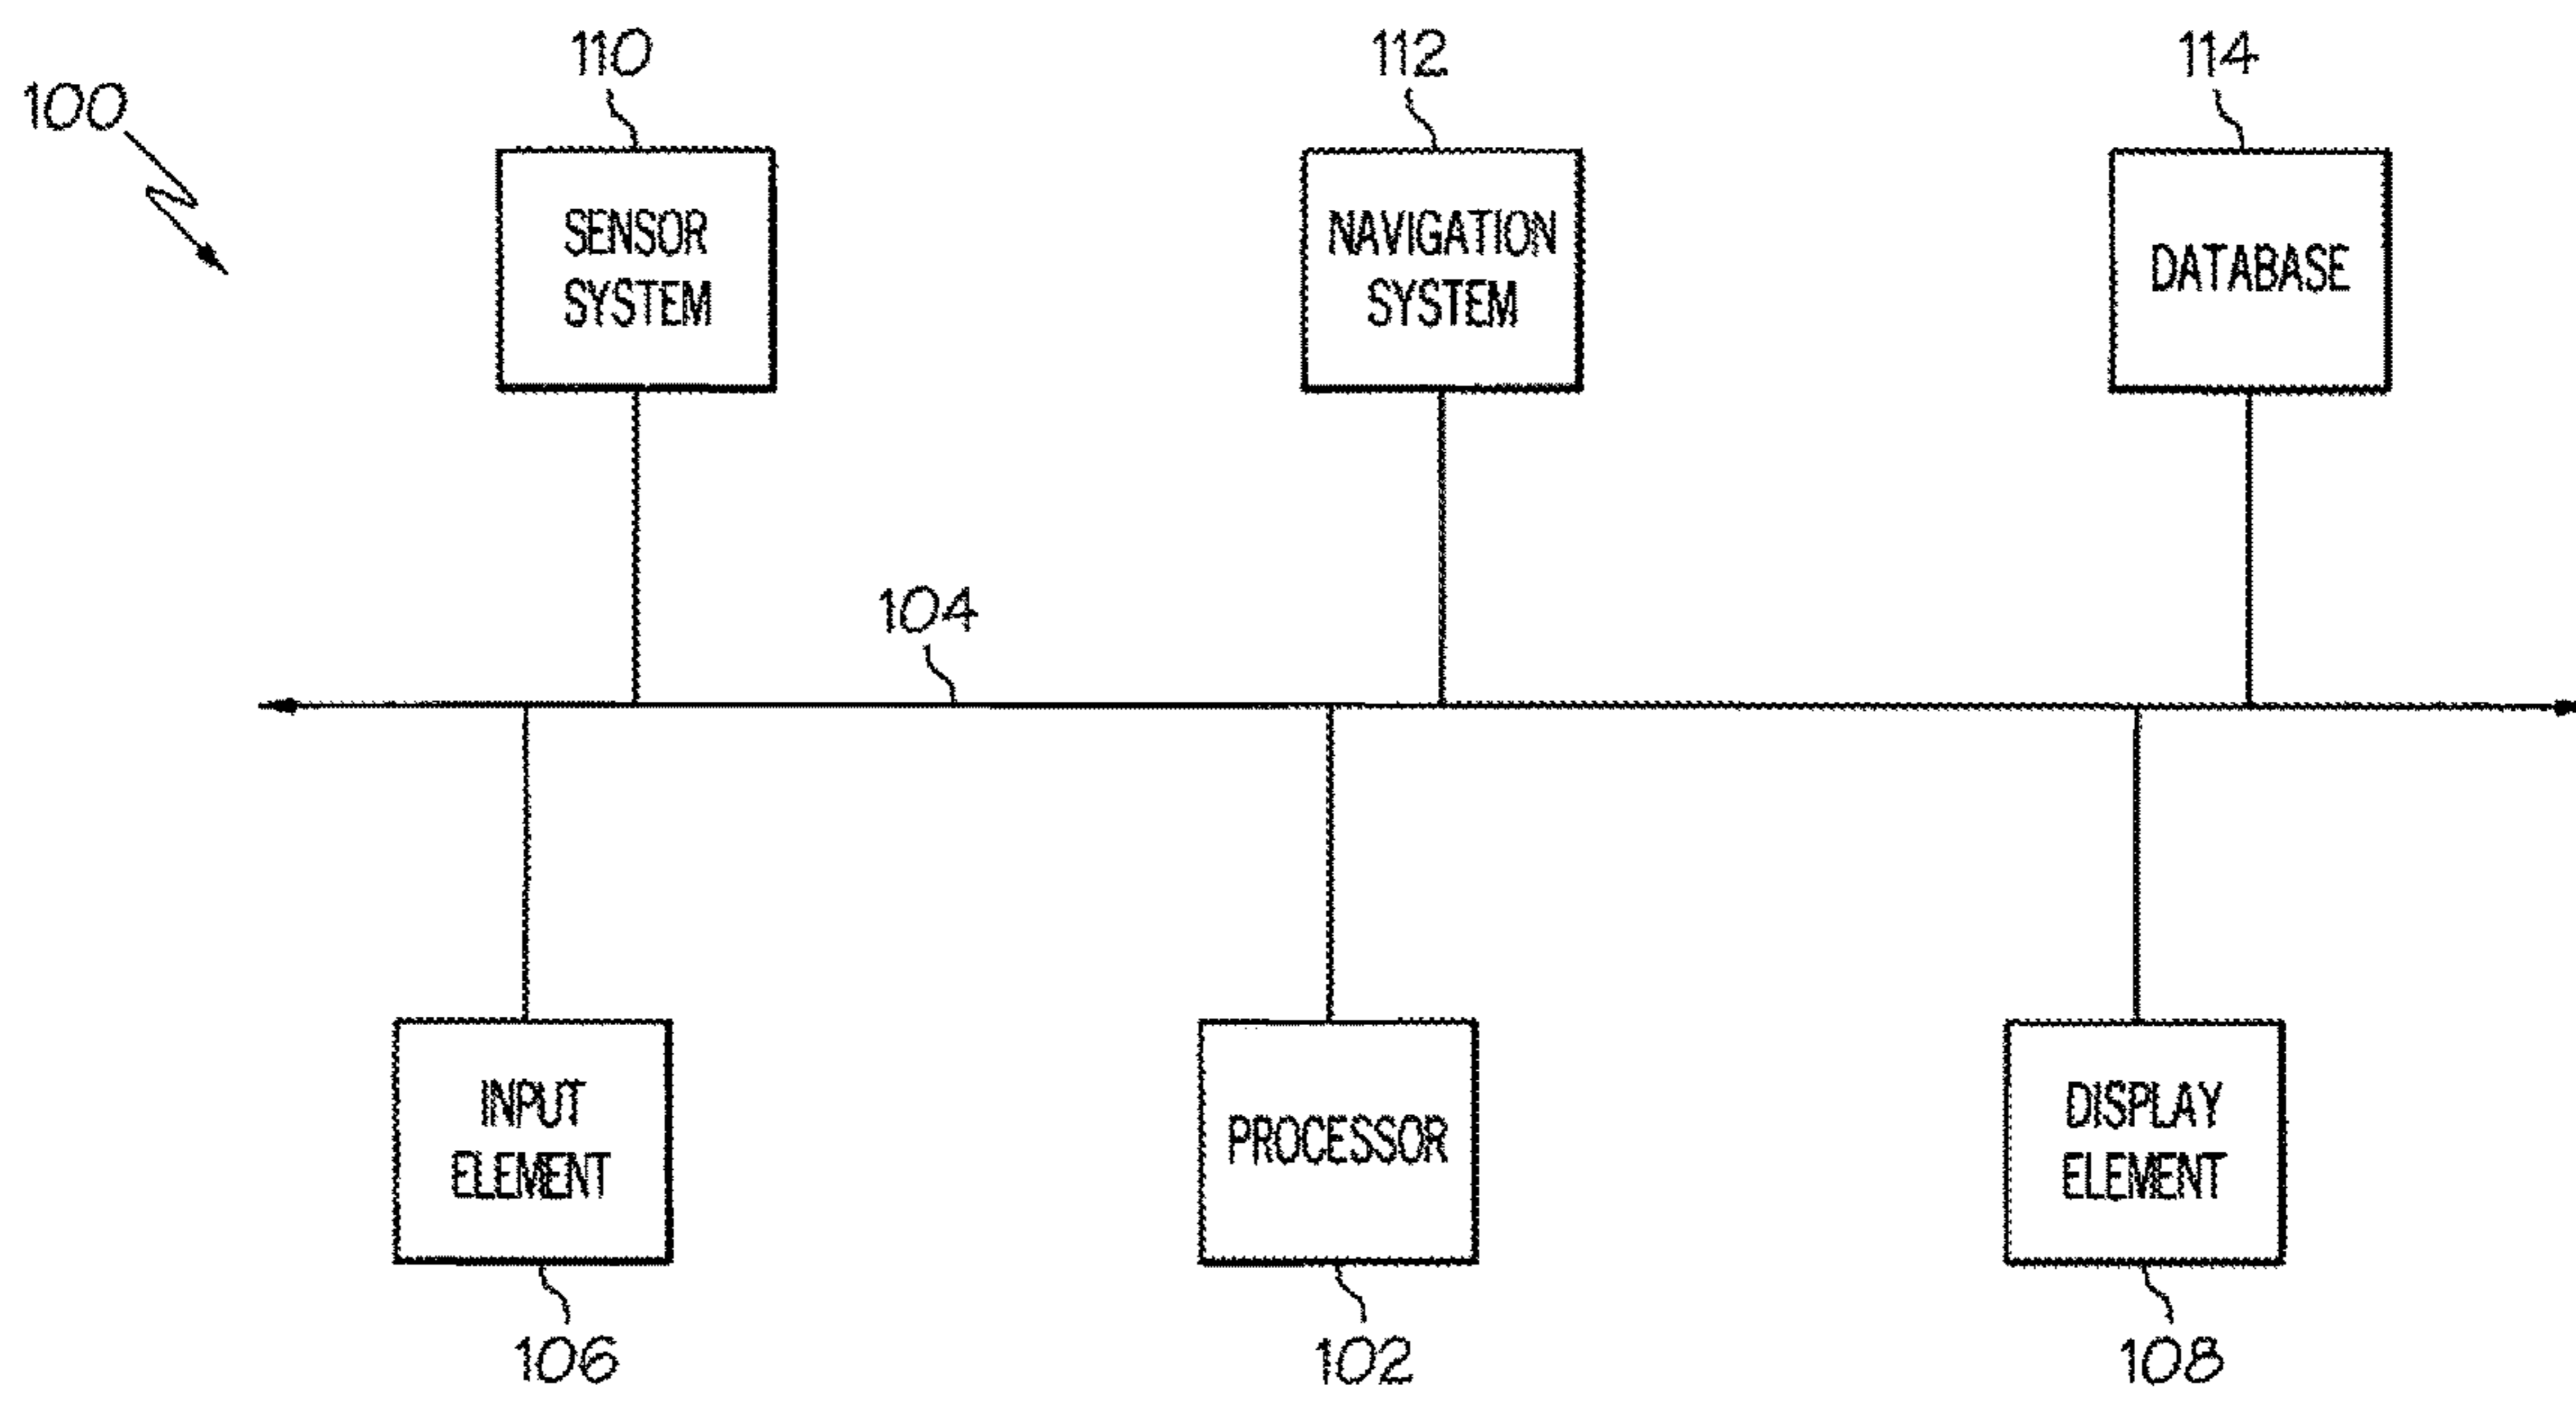 100
110
112
114
SENSOR
SYSTEM
NAVIGATION
SYSTEM
DATABASE
104
INPUT
ELEMENT
PROCESSOR
DISPLAY
ELEMENT
106
102
108